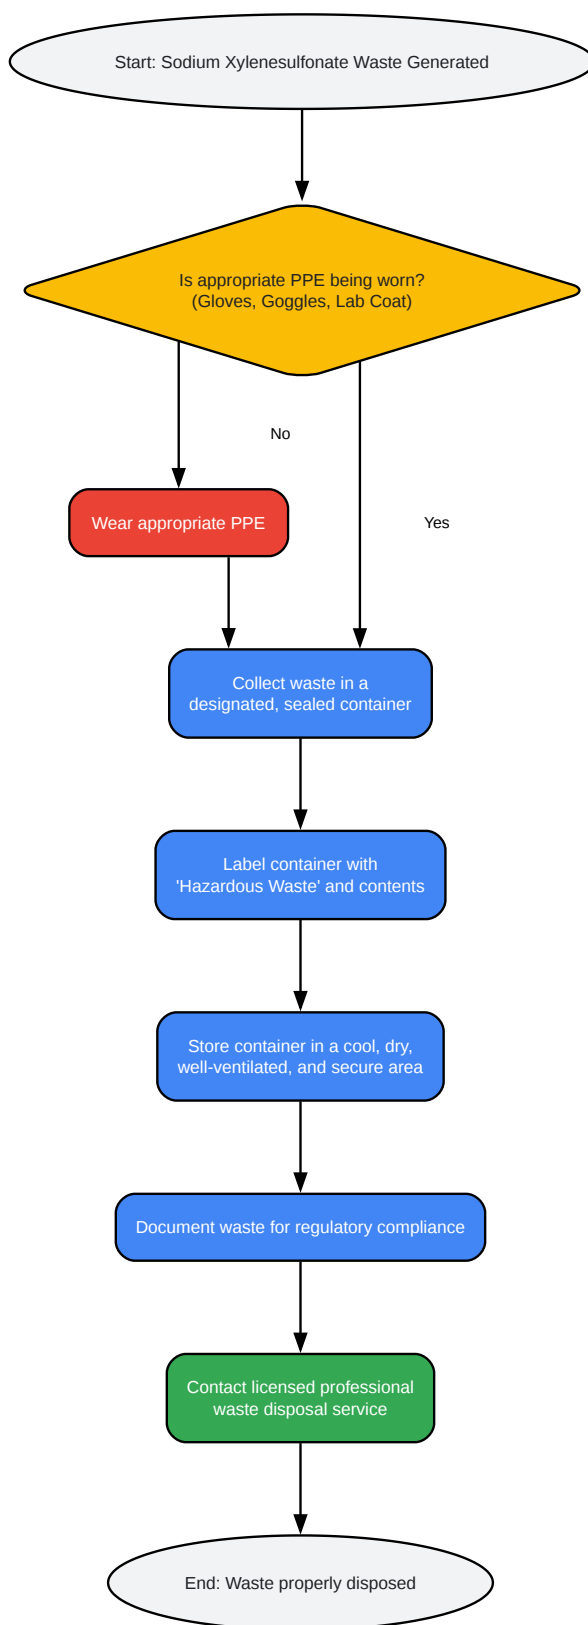 Start: Sodium Xylenesulfonate Waste Generated
Is appropriate PPE being worn?
(Gloves, Goggles, Lab Coat)
No
Wear appropriate PPE
Yes
Collect waste in a
designated, sealed container
Label container with
'Hazardous Waste' and contents
Store container in a cool, dry,
well-ventilated, and secure area
Document waste for regulatory compliance
Contact licensed professional
waste disposal service
End: Waste properly disposed